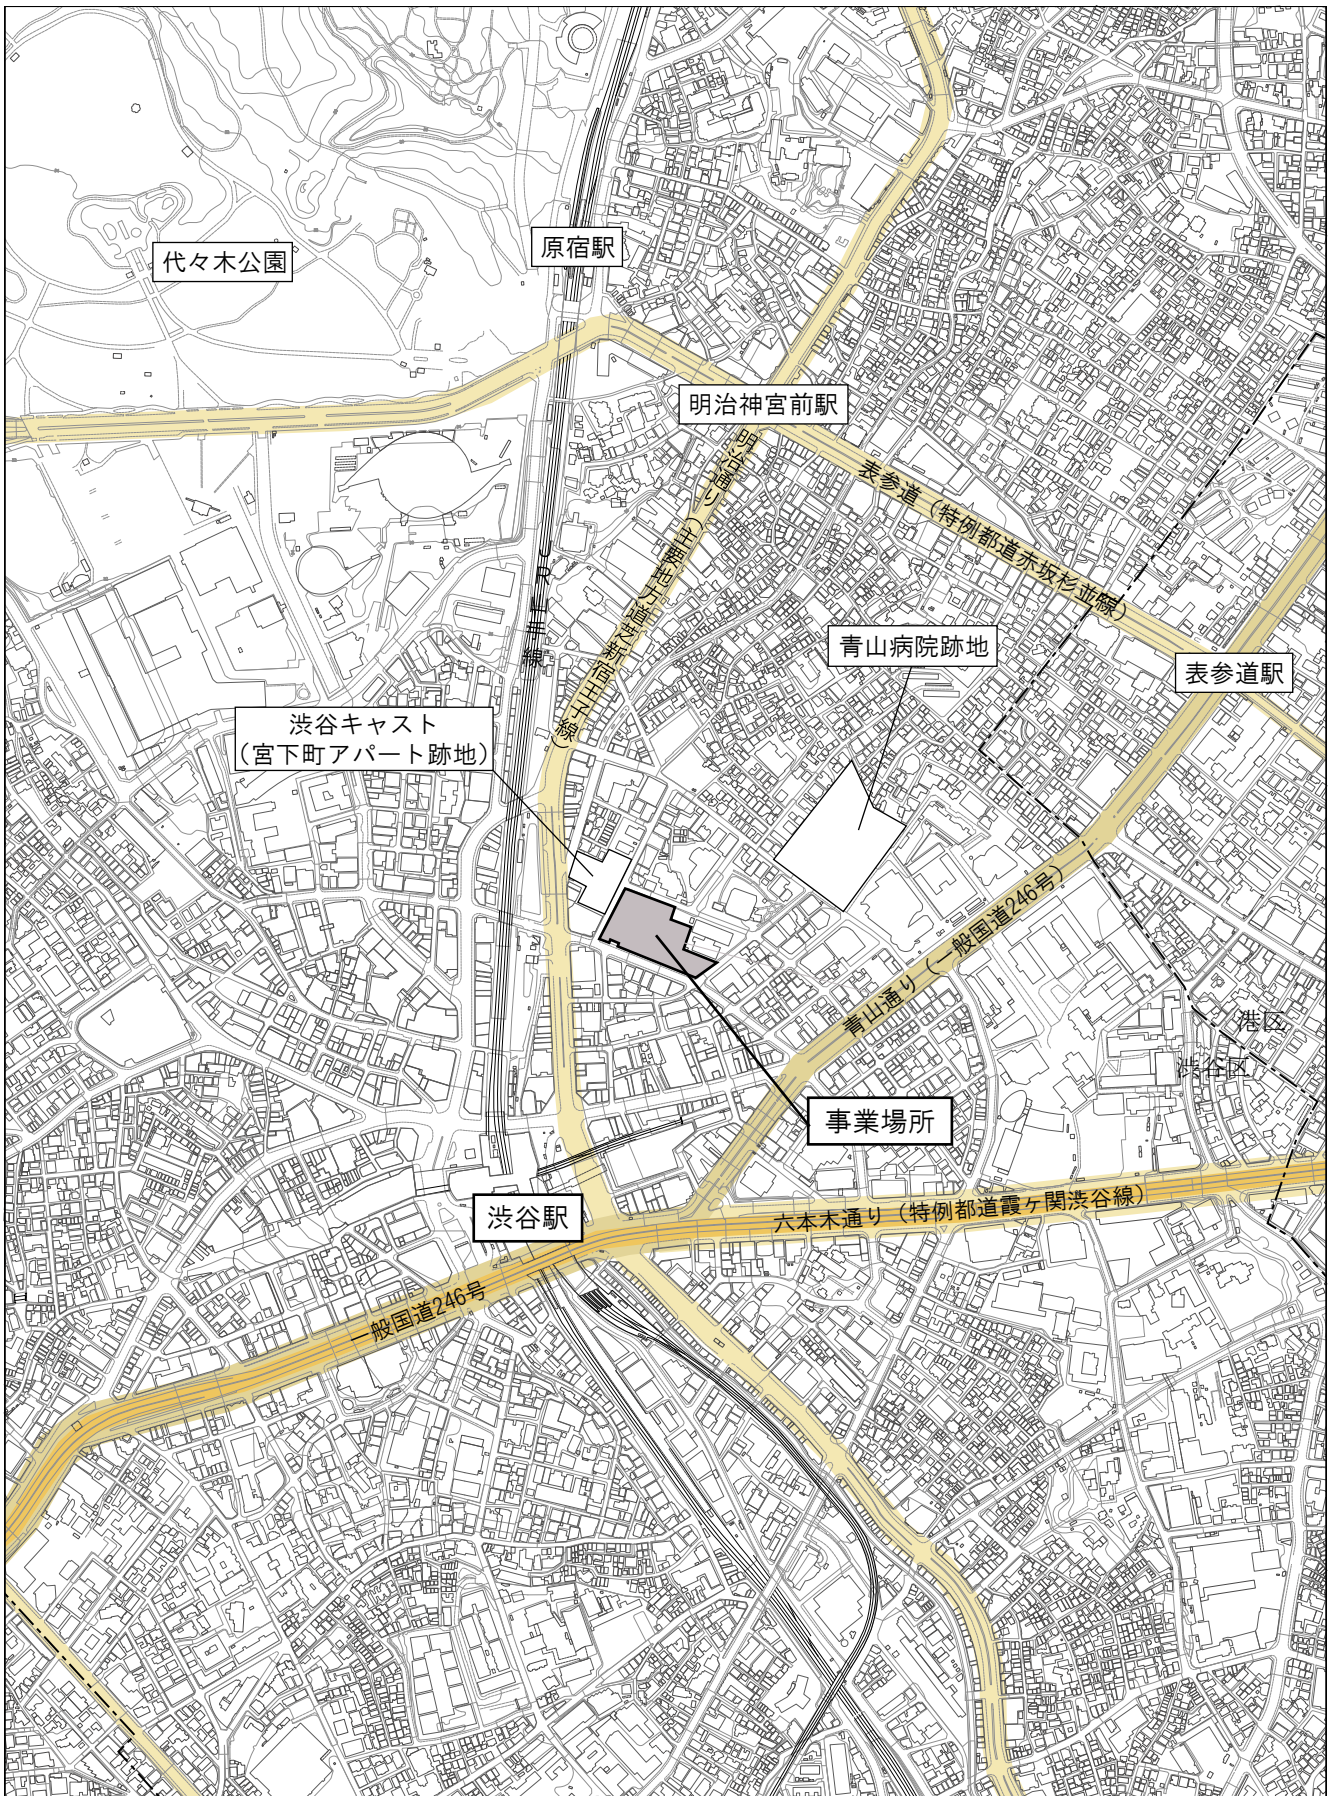 代々木公園
原宿駅
明治神宮前駅
表参道（特例都道赤坂杉並線）
明治通り（主要地方道芝新宿王子線）
JR山手線
青山病院跡地
表参道駅
渋谷キャスト
（宮下町アパート跡地）
青山通り（一般国道246号）
港区
渋谷区
事業場所
渋谷駅
六本木通り（特例都道霞ヶ関渋谷線）
一般国道246号